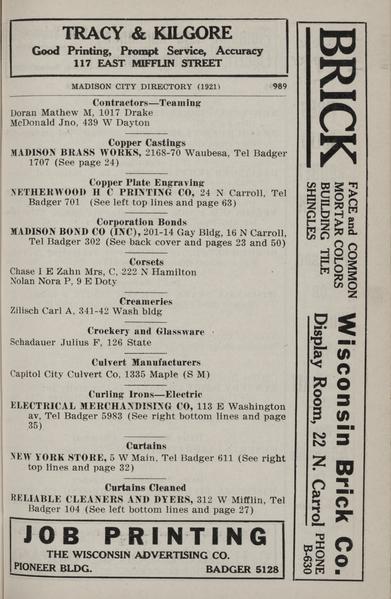 TRACY & KILGORE
Good Printing, Prompt Service, Accuracy
117 EAST MIFFLIN STREET
MADISON CITY DIRECTORY (1921) 989
Contractors—Teaming
Doran Mathew M, 1017 Drake
McDonald Jno, 439 W Dayton
Copper Castings
MADISON BRASS WORKS, 2168-70 Waubesa, Tel Badger
1707 (See page 24)
Copper Plate Engraving
NETHERWOOD H C PRINTING CO, 24 N Carroll, Tel
Badger 701 (See left top lines and page 63)
Corporation Bonds
MADISON BOND CO (INC), 201-14 Gay Bldg, 16 N Carroll,
Tel Badger 302 (See back cover and pages 23 and 50)
Corsets
Chase I E Zahn Mrs, C, 222 N Hamilton
Nolan Nora P, 9 E Doty
Creameries
Zilisch Carl A, 341-42 Wash bldg
Crockery and Glassware
Schadauer Julius F, 126 State
Culvert Manufacturers
Capitol City Culvert Co, 1335 Maple (S M)
Curling Irons—Electric
ELECTRICAL MERCHANDISING CO, 113 E Washington
av, Tel Badger 5983 (See right bottom lines and page
35)
Curtains
NEW YORK STORE, 5 W Main, Tel Badger 611 (See right
top lines and page 32)
Curtains Cleaned
RELIABLE CLEANERS AND DYERS, 312 W Mifflin, Tel
Badger 104 (See left bottom lines and page 27)
JOB PRINTING
THE WISCONSIN ADVERTISING CO.
PIONEER BLDG. BADGER 5128
BRICK
FACE and COMMON
MORTAR COLORS
BUILDING TILE
SHINGLES
Wisconsin Brick Co.
Display Room, 22 N. Carrol
PHONE
B-630